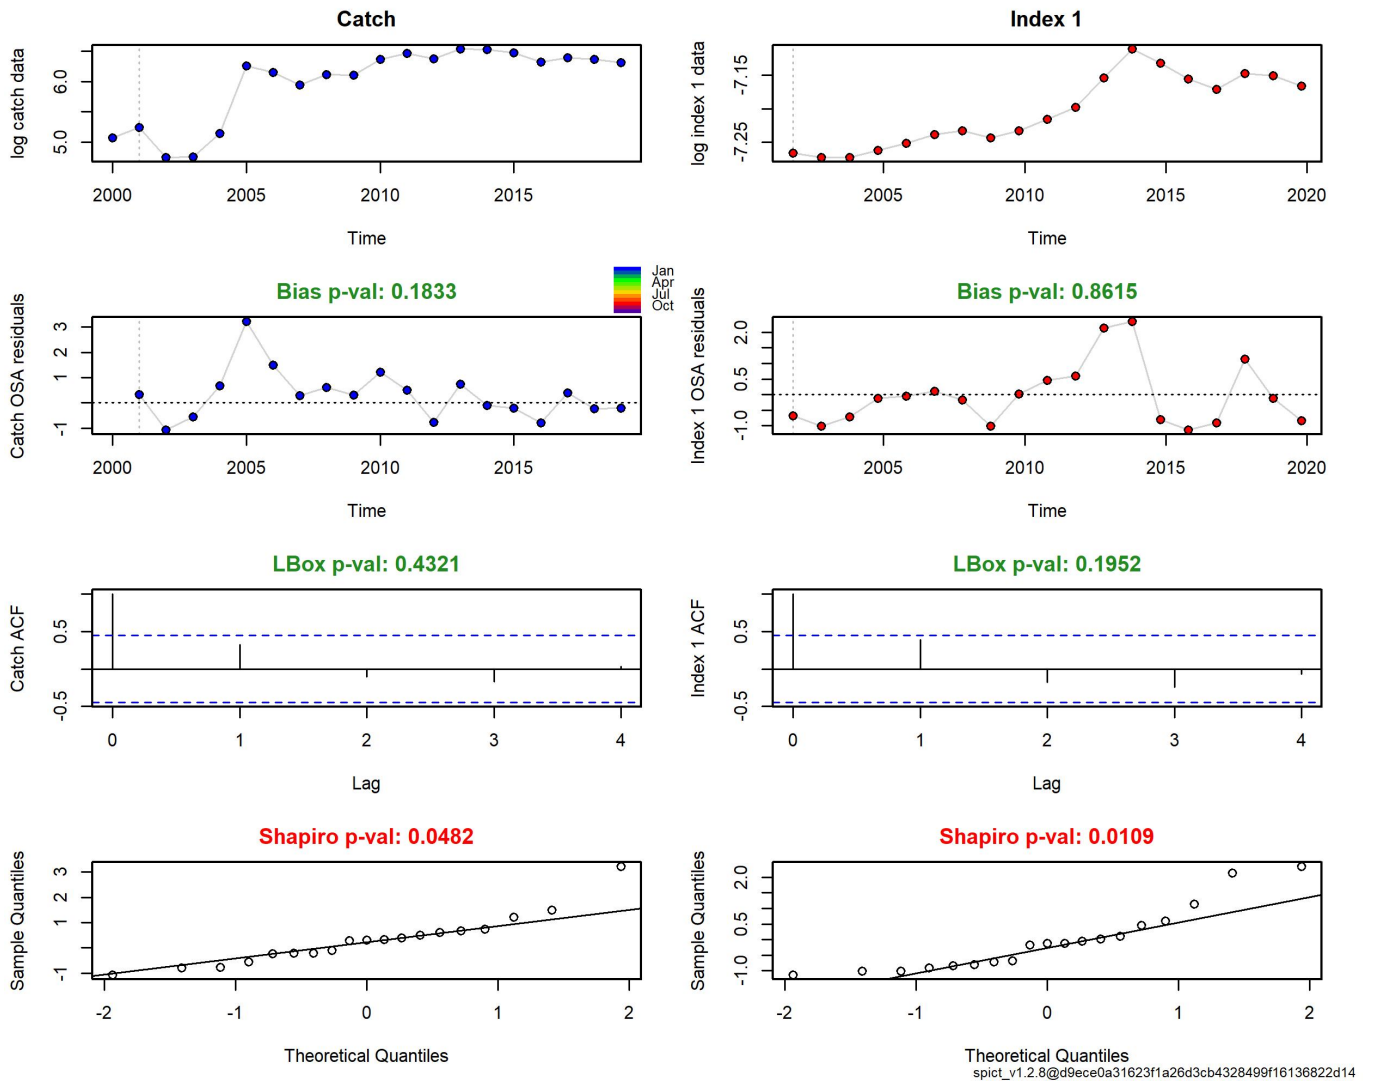 Catch
log catch data
5.0 6.0
2000 2005 2010 2015
Time
Index 1
log index 1 data
-7.25 -7.15
2005 2010 2015 2020
Time
Bias p-val: 0.1833
Jan
Apr
Jul
Oct
Catch OSA residuals
-1 1 2 3
2000 2005 2010 2015
Time
Bias p-val: 0.8615
Index 1 OSA residuals
-1.0 0.5 2.0
2005 2010 2015 2020
Time
LBox p-val: 0.4321
Catch ACF
-0.5 0.5
0 1 2 3 4
Lag
LBox p-val: 0.1952
Index 1 ACF
-0.5 0.5
0 1 2 3 4
Lag
Shapiro p-val: 0.0482
Sample Quantiles
-1 1 2 3
-2 -1 0 1 2
Theoretical Quantiles
Shapiro p-val: 0.0109
Sample Quantiles
-1.0 0.5 2.0
-2 -1 0 1 2
Theoretical Quantiles
spict_v1.2.8@d9ece0a31623f1a26d3cb4328499f16136822d14